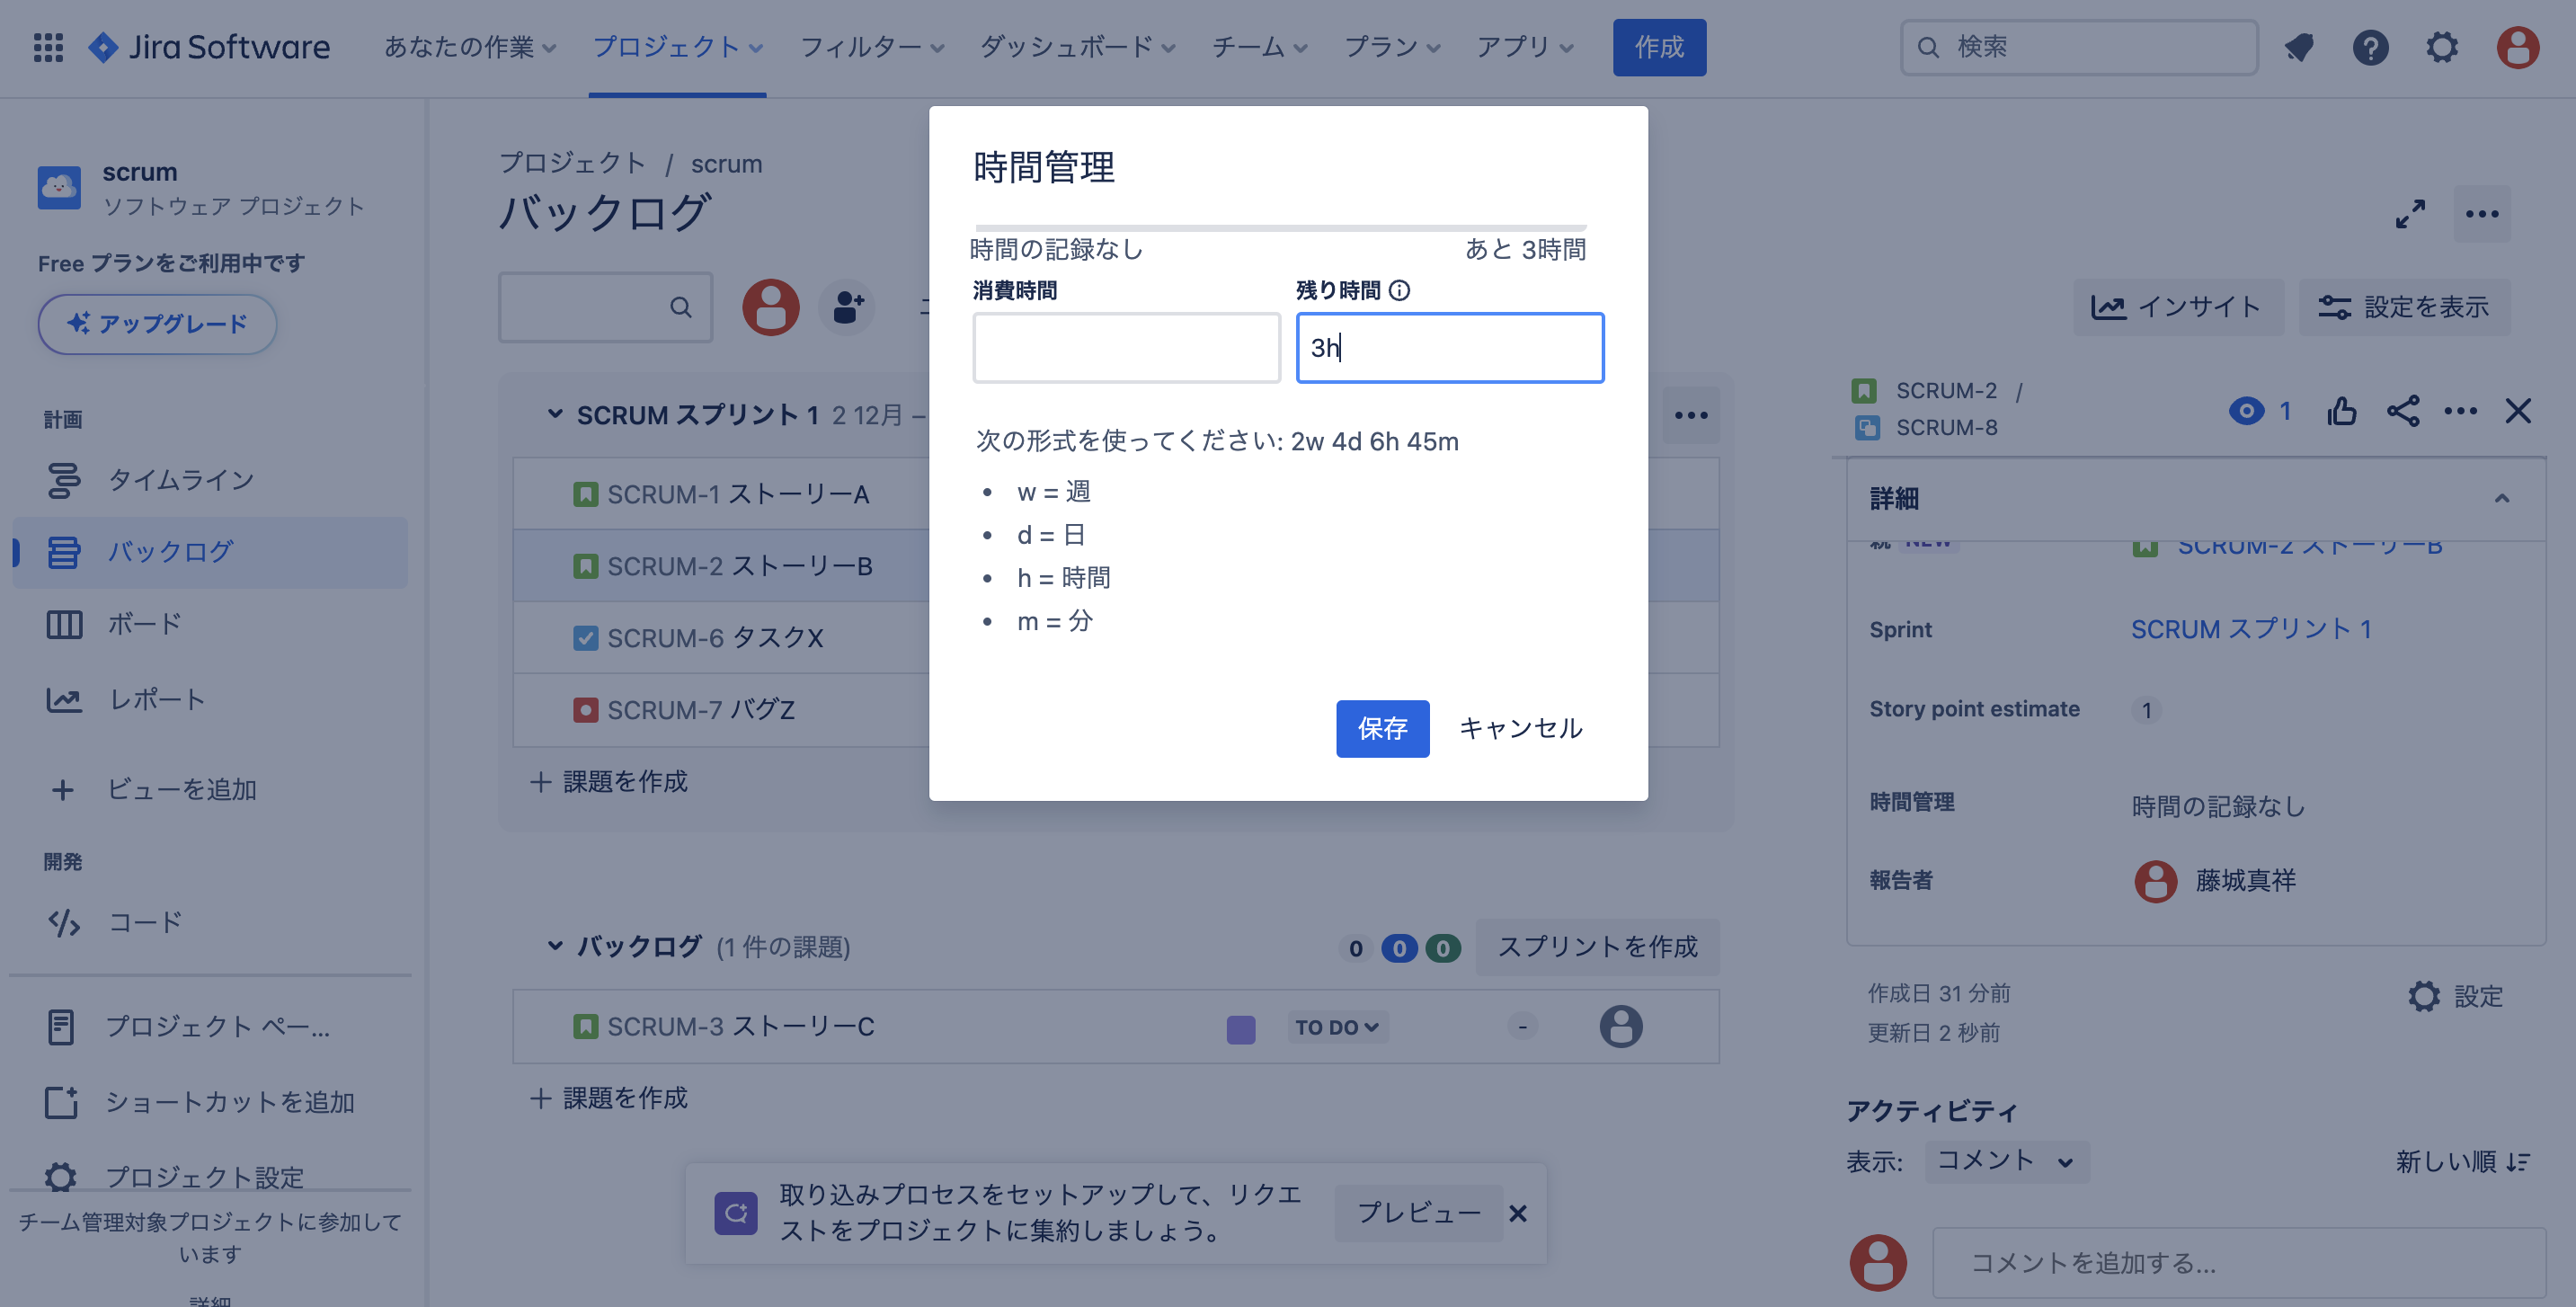 Jira Software
あなたの作業
プロジェクト
フィルター
ダッシュボード
チーム
プラン
アプリ
作成
検索
scrum
ソフトウェア プロジェクト
Free プランをご利用中です
アップグレード
計画
タイムライン
バックログ
ボード
レポート
ビューを追加
開発
コード
プロジェクト ペー...
ショートカットを追加
プロジェクト設定
チーム管理対象プロジェクトに参加して
います
詳細
プロジェクト / scrum
バックログ
インサイト
設定を表示
SCRUM スプリント 1 2 12月 –
SCRUM-1 ストーリーA
SCRUM-2 ストーリーB
SCRUM-6 タスクX
SCRUM-7 バグZ
課題を作成
バックログ (1 件の課題)
0 0 0
スプリントを作成
SCRUM-3 ストーリーC
TO DO
-
課題を作成
取り込みプロセスをセットアップして、リクエ
ストをプロジェクトに集約しましょう。
プレビュー
時間管理
時間の記録なし
あと 3時間
消費時間
残り時間
3h
次の形式を使ってください: 2w 4d 6h 45m
• w = 週
• d = 日
• h = 時間
• m = 分
保存
キャンセル
SCRUM-2 /
SCRUM-8
1
詳細
親 NEW
SCRUM-2 ストーリーB
Sprint
SCRUM スプリント 1
Story point estimate
1
時間管理
時間の記録なし
報告者
藤城真祥
作成日 31 分前
更新日 2 秒前
設定
アクティビティ
表示:
コメント
新しい順
コメントを追加する...